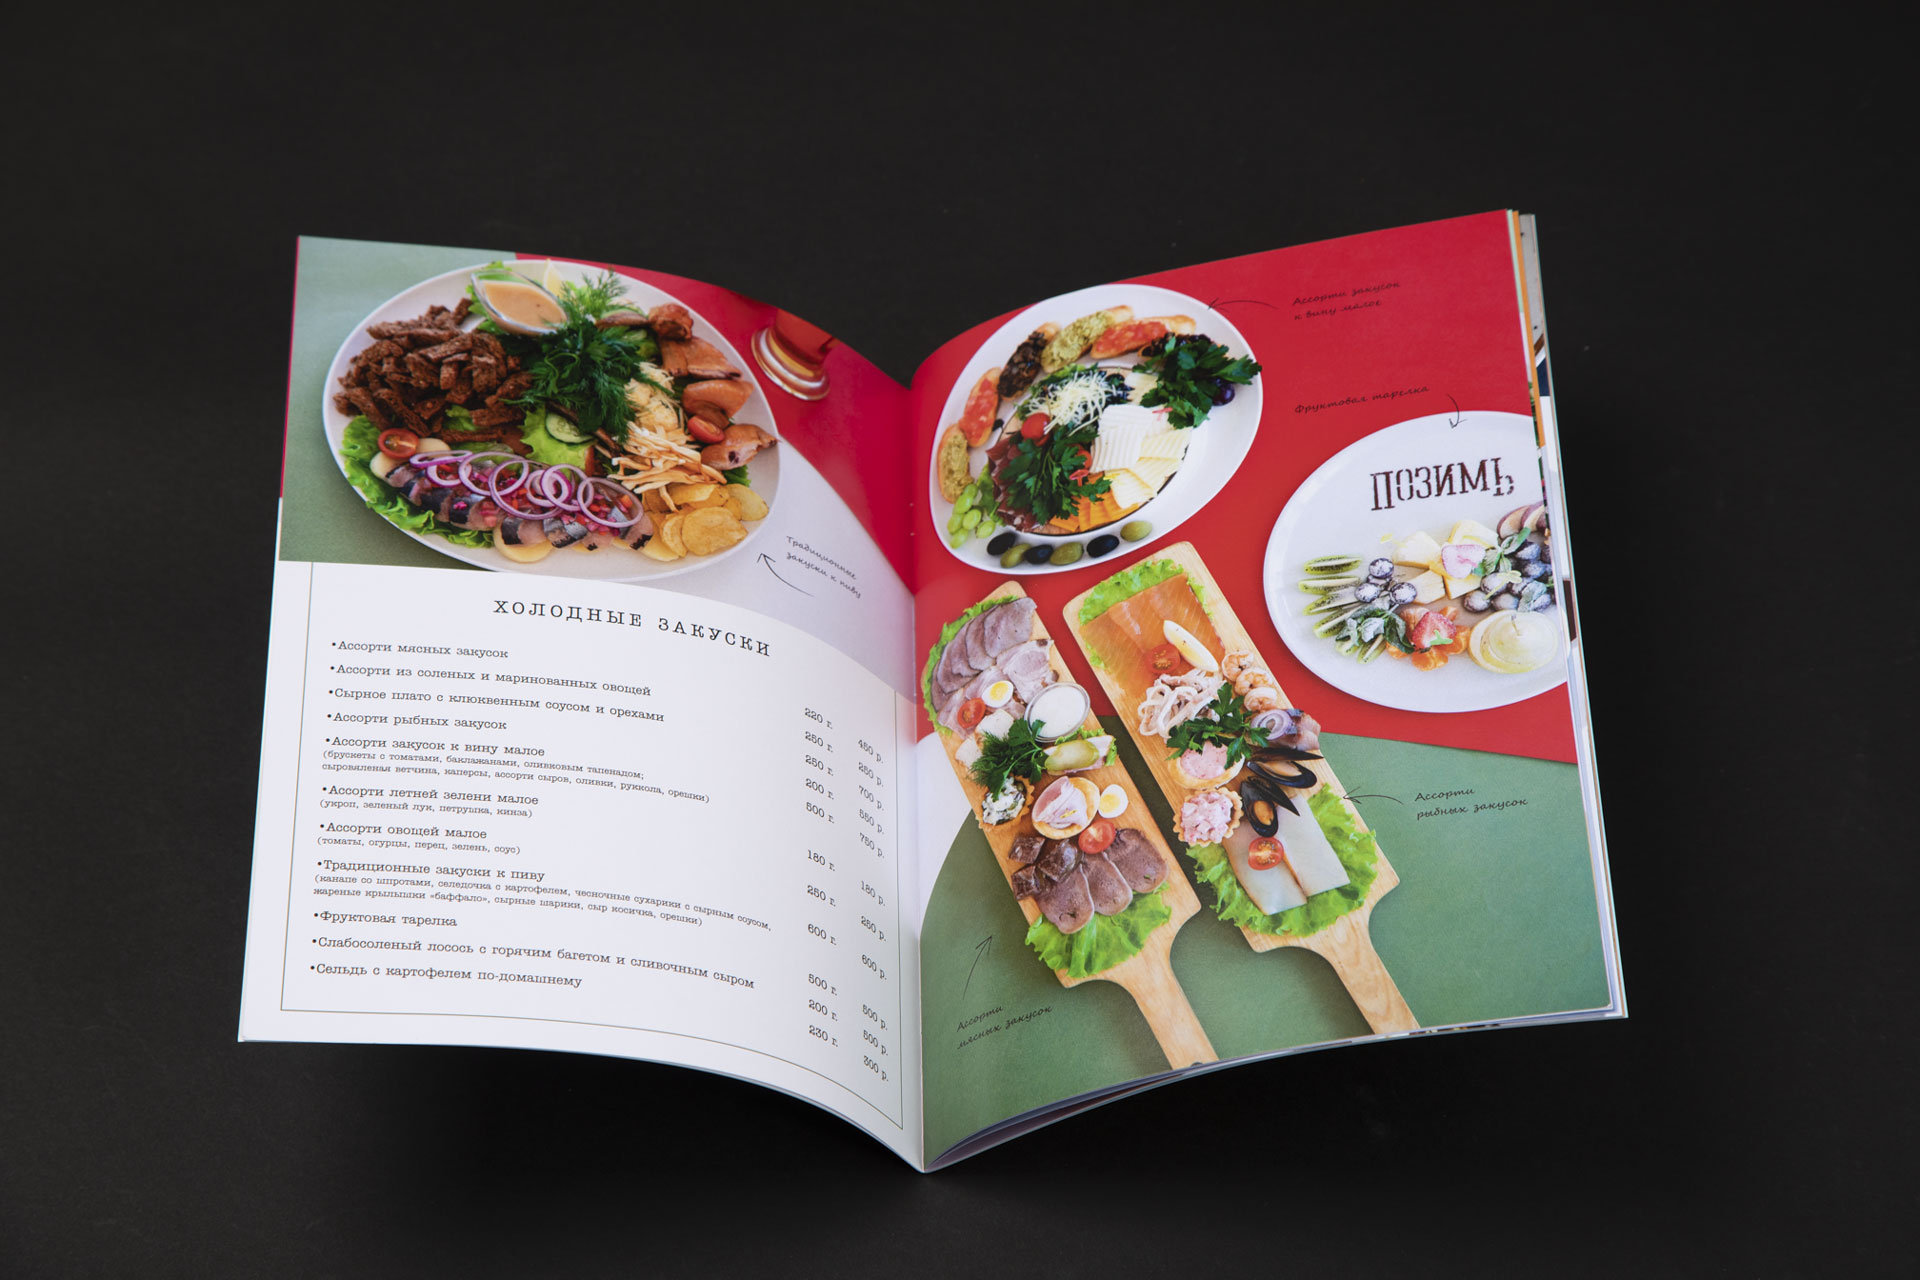 Традиционные
закуски к пиву
ХОЛОДНЫЕ ЗАКУСКИ
•Ассорти мясных закусок 220 г. 450 р.
•Ассорти из соленых и маринованных овощей 250 г. 250 р.
•Сырное плато с клюквенным соусом и орехами 250 г. 700 р.
•Ассорти рыбных закусок 200 г. 550 р.
•Ассорти закусок к вину малое 500 г. 750 р.
(брускеты с томатами, баклажанами, оливковым тапенадом;
сыровяленая ветчина, каперсы, ассорти сыров, оливки, руккола, орешки)
•Ассорти летней зелени малое 180 г. 150 р.
(укроп, зеленый лук, петрушка, кинза)
•Ассорти овощей малое 250 г. 250 р.
(томаты, огурцы, перец, зелень, соус)
•Традиционные закуски к пиву 600 г. 600 р.
(канапе со шпротами, селедочка с картофелем, чесночные сухарики с сырным соусом,
жареные крылышки «баффало», сырные шарики, сыр косичка, орешки)
•Фруктовая тарелка 500 г. 500 р.
•Слабосоленый лосось с горячим багетом и сливочным сыром 200 г. 500 р.
•Сельдь с картофелем по-домашнему 230 г. 300 р.
Ассорти закусок
к вину малое
Фруктовая тарелка
ПОЗИМЬ
Ассорти
рыбных закусок
Ассорти
мясных закусок